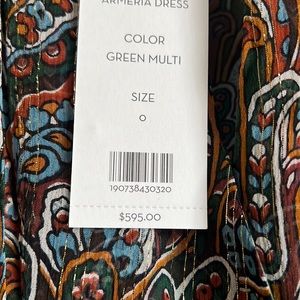 ARMERIA DRESS
COLOR
GREEN MULTI
SIZE
0
190738430320
$595.00